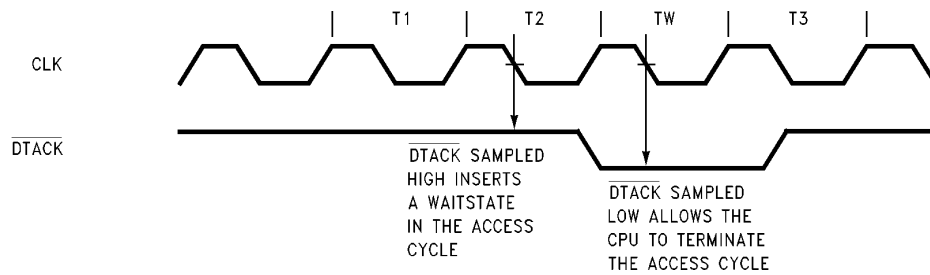 T1 T2 TW T3
CLK
DTACK
DTACK SAMPLED
HIGH INSERTS
A WAITSTATE
IN THE ACCESS
CYCLE
DTACK SAMPLED
LOW ALLOWS THE
CPU TO TERMINATE
THE ACCESS CYCLE